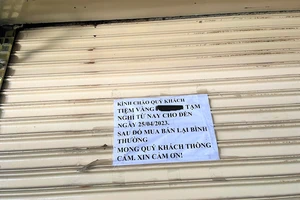 KÍNH CHÀO QUÝ KHÁCH
TIỆM VÀNG TẠM
NGHỈ TỪ NAY CHO ĐẾN
NGÀY 25/04/2023.
SAU ĐÓ MUA BÁN LẠI BÌNH
THƯỜNG
MONG QUÝ KHÁCH THÔNG
CẢM. XIN CẢM ƠN!